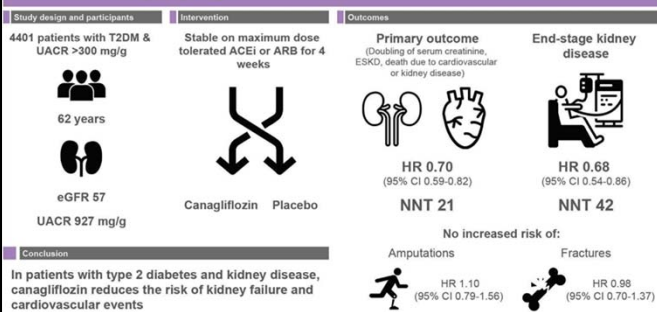 Study design and participants
4401 patients with T2DM &
UACR >300 mg/g
62 years
eGFR 57
UACR 927 mg/g
Intervention
Stable on maximum dose
tolerated ACEi or ARB for 4
weeks
Canagliflozin Placebo
Outcomes
Primary outcome
(Doubling of serum creatinine,
ESKD, death due to cardiovascular
or kidney disease)
HR 0.70
(95% CI 0.59-0.82)
NNT 21
End-stage kidney
disease
HR 0.68
(95% CI 0.54-0.86)
NNT 42
No increased risk of:
Amputations
HR 1.10
(95% CI 0.79-1.56)
Fractures
HR 0.98
(95% CI 0.70-1.37)
Conclusion
In patients with type 2 diabetes and kidney disease,
canagliflozin reduces the risk of kidney failure and
cardiovascular events